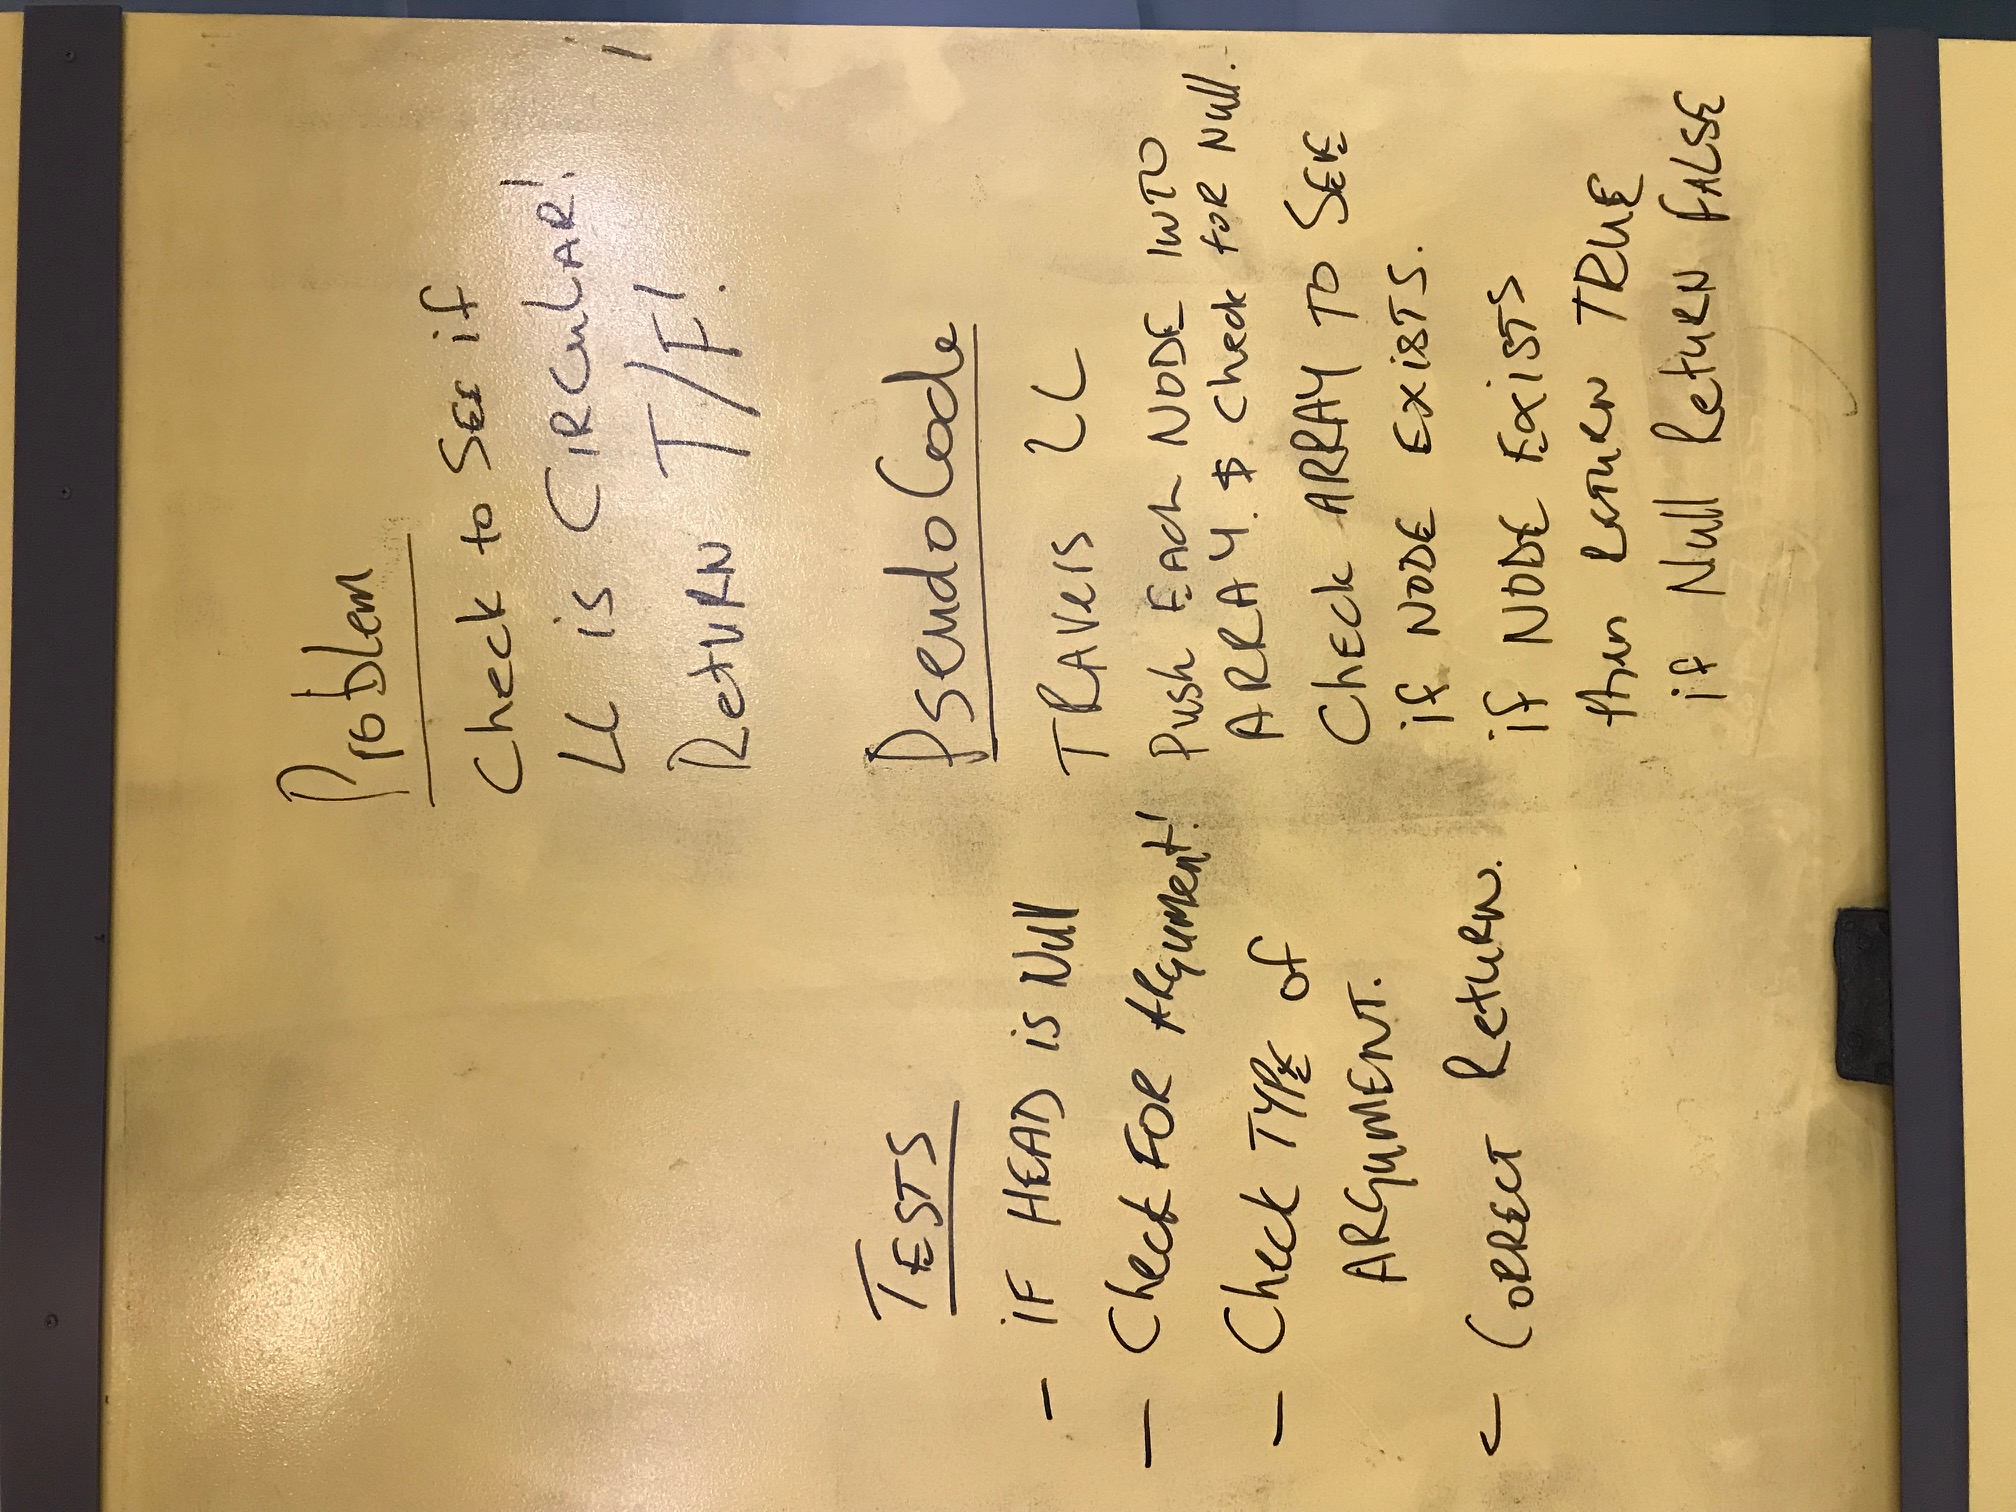 Problem
Check to SEE if
LL is CIRCULAR!
Return T/F!
TESTS
- iF HEAD is Null
- Check FOR ARgument!
- Check TYPE of
ARGUMENT.
- CORRECT Return.
PseudoCode
TRAVers LL
Push EACh NODE INTO
ARRAY. $ Check FOR Null.
ChEck ARRAY TO SEE
if NODE EXiSTS.
if NODE EXiSTS
then RETURN TRUE
if Null Return FALSE